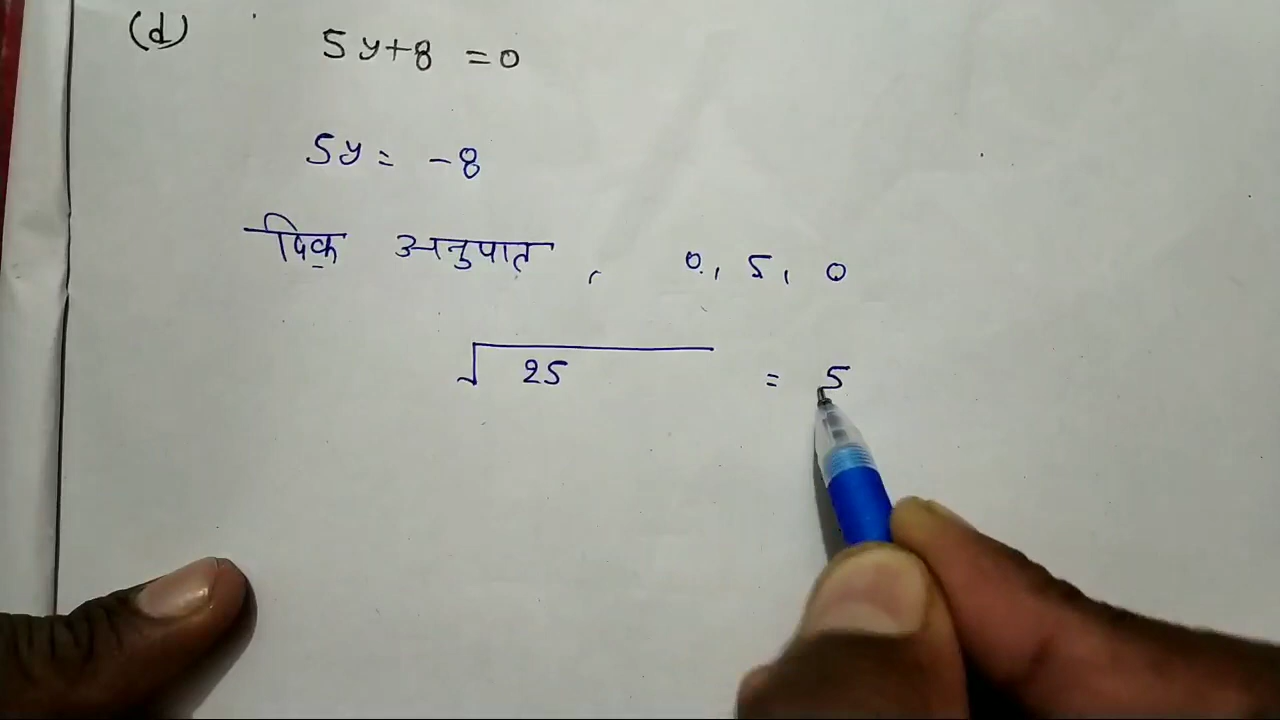 (d) 5y+8 = 0
5y = -8
दिक् अनुपात, 0, 5, 0
√25 = 5